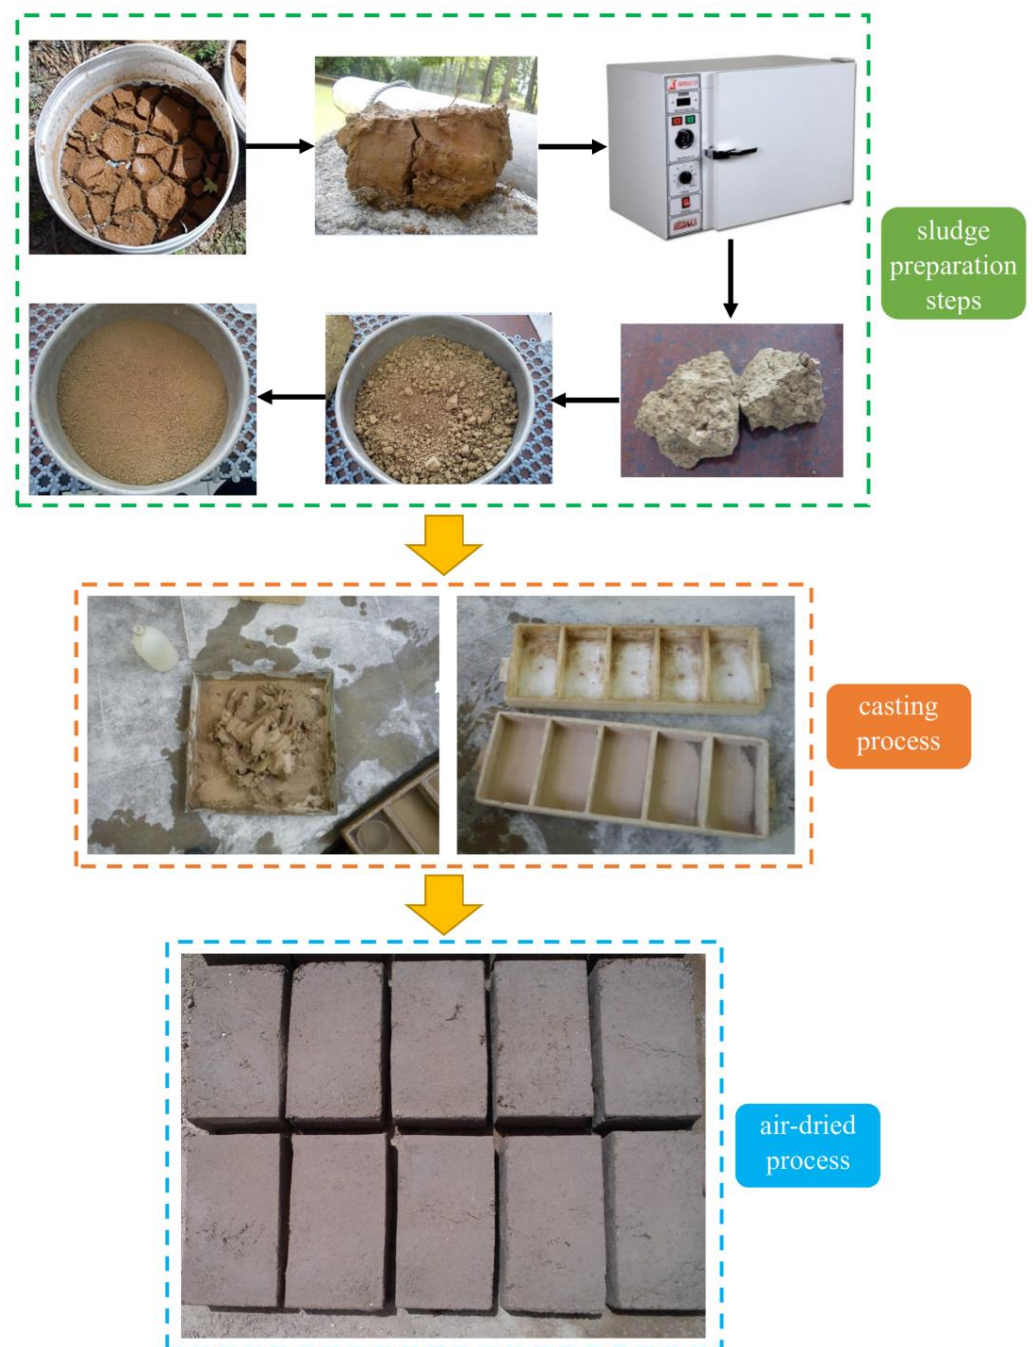 sludge
preparation
steps
casting
process
air-dried
process